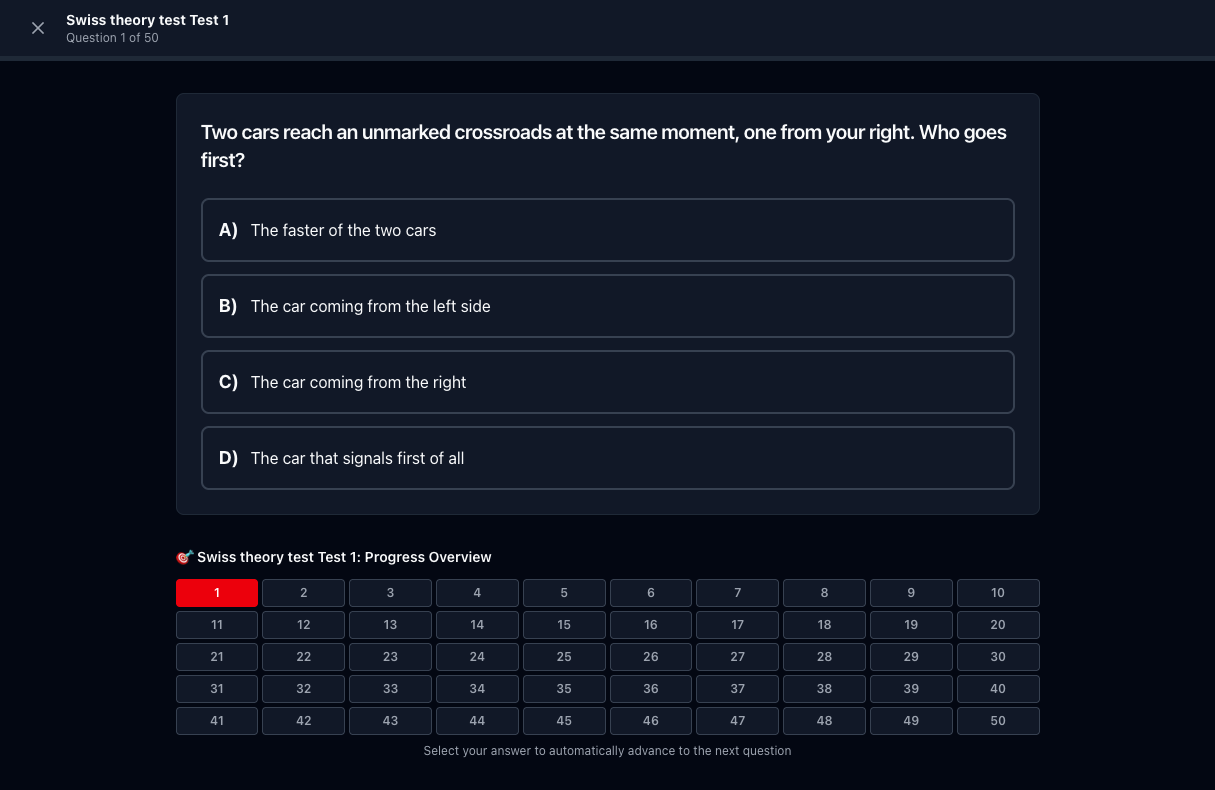 Swiss theory test Test 1
Question 1 of 50
Two cars reach an unmarked crossroads at the same moment, one from your right. Who goes
first?
A) The faster of the two cars
B) The car coming from the left side
C) The car coming from the right
D) The car that signals first of all
🎯 Swiss theory test Test 1: Progress Overview
1 2 3 4 5 6 7 8 9 10
11 12 13 14 15 16 17 18 19 20
21 22 23 24 25 26 27 28 29 30
31 32 33 34 35 36 37 38 39 40
41 42 43 44 45 46 47 48 49 50
Select your answer to automatically advance to the next question